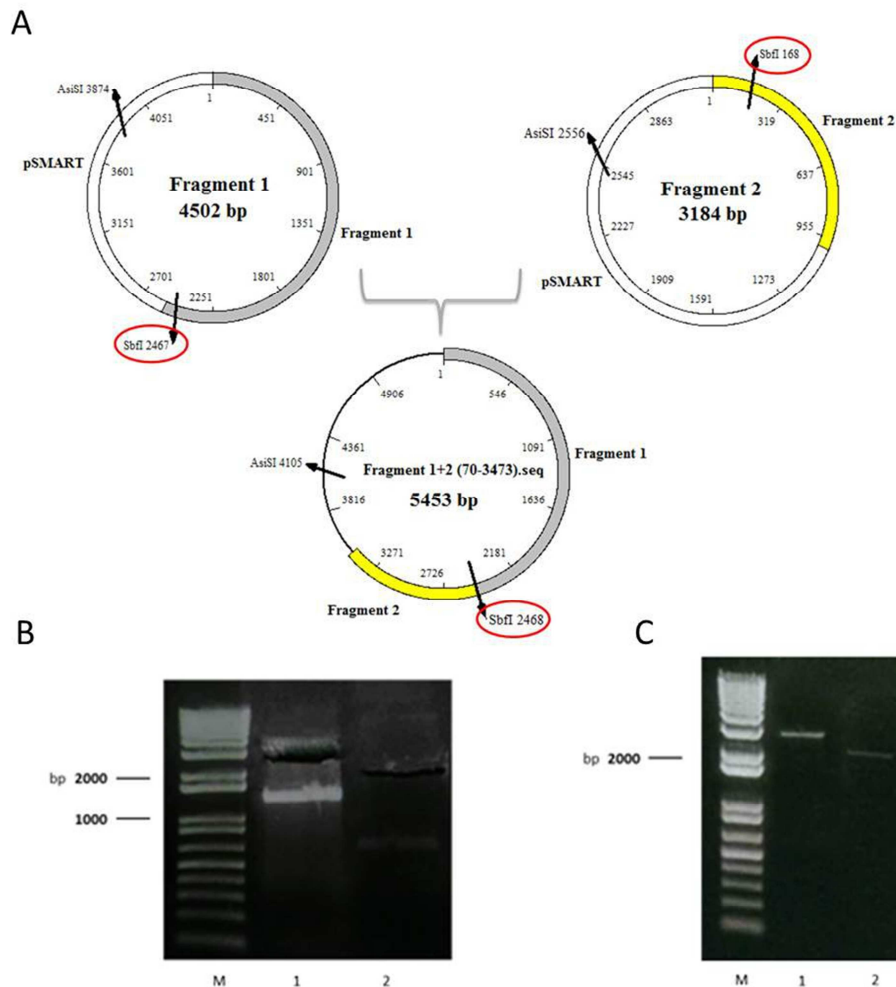 A
AsiSI 3874
1
4051
451
pSMART
3601
901
Fragment 1
4502 bp
3151
1351
Fragment 1
2701
2251
1801
SbfI 2467
SbfI 168
1
2863
319
Fragment 2
AsiSI 2556
2545
637
Fragment 2
3184 bp
2227
955
pSMART
1909
1591
1273
1
4906
546
4361
1091
Fragment 1
AsiSI 4105
Fragment 1+2 (70-3473).seq
5453 bp
3816
1636
3271
2726
2181
Fragment 2
SbfI 2468
B
bp 2000
1000
M 1 2
C
bp 2000
M 1 2